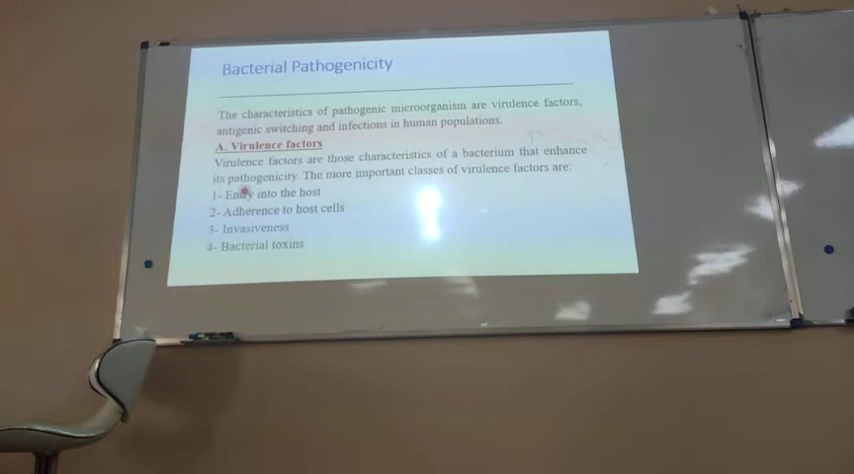 Bacterial Pathogenicity
The characteristics of pathogenic microorganism are virulence factors,
antigenic switching and infections in human populations.
A. Virulence factors
Virulence factors are those characteristics of a bacterium that enhance
its pathogenicity. The more important classes of virulence factors are:
1- Entry into the host
2- Adherence to host cells
3- Invasiveness
4- Bacterial toxins